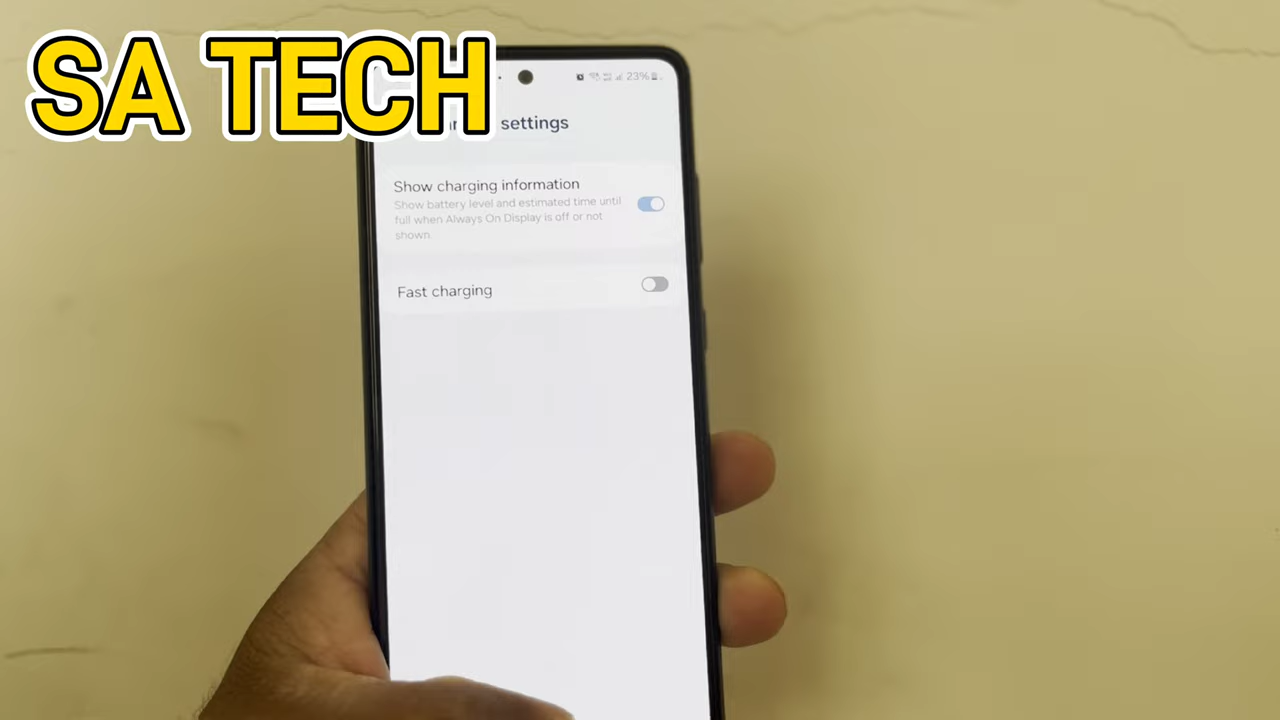 SA TECH
23%
settings
Show charging information
Show battery level and estimated time until
full when Always On Display is off or not
shown.
Fast charging